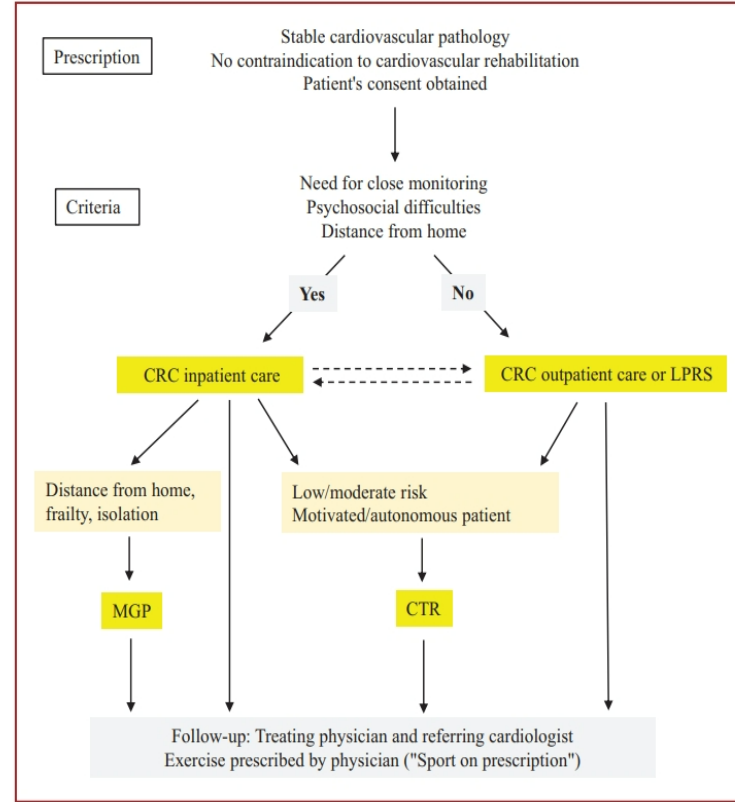 Prescription
Stable cardiovascular pathology
No contraindication to cardiovascular rehabilitation
Patient's consent obtained
Criteria
Need for close monitoring
Psychosocial difficulties
Distance from home
Yes
No
CRC inpatient care
CRC outpatient care or LPRS
Distance from home,
frailty, isolation
Low/moderate risk
Motivated/autonomous patient
MGP
CTR
Follow-up: Treating physician and referring cardiologist
Exercise prescribed by physician ("Sport on prescription")